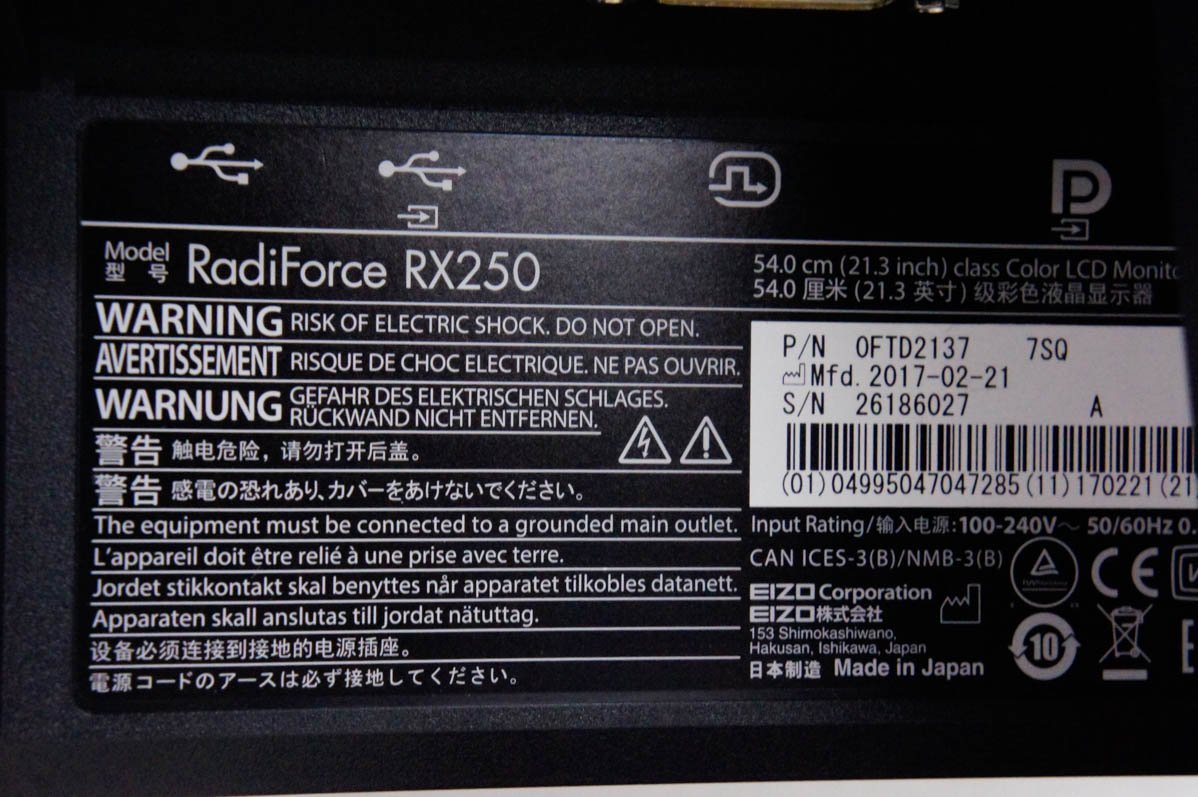 Model
型 号
RadiForce RX250
54.0 cm (21.3 inch) class Color LCD
54.0 厘米 (21.3 英寸) 级彩色液晶显示器
WARNING RISK OF ELECTRIC SHOCK. DO NOT OPEN.
AVERTISSEMENT RISQUE DE CHOC ELECTRIQUE. NE PAS OUVRIR.
WARNUNG GEFAHR DES ELEKTRISCHEN SCHLAGES.
RÜCKWAND NICHT ENTFERNEN.
警告 触电危险，请勿打开后盖。
警告 感電の恐れあり、カバーをあけないでください。
The equipment must be connected to a grounded main outlet.
L'appareil doit être relié à une prise avec terre.
Jordet stikkontakt skal benyttes når apparatet tilkobles datanett.
Apparaten skall anslutas till jordat nätuttag.
设备必须连接到接地的电源插座。
電源コードのアースは必ず接地してください。
P/N 0FTD2137 7SQ
Mfd. 2017-02-21
S/N 26186027 A
(01)04995047047285(11)170221(21
Input Rating/输入电源: 100-240V～ 50/60Hz
CAN ICES-3(B)/NMB-3(B)
EIZO Corporation
EIZO株式会社
153 Shimokashiwano,
Hakusan, Ishikawa, Japan
日本制造 Made in Japan
CE
10